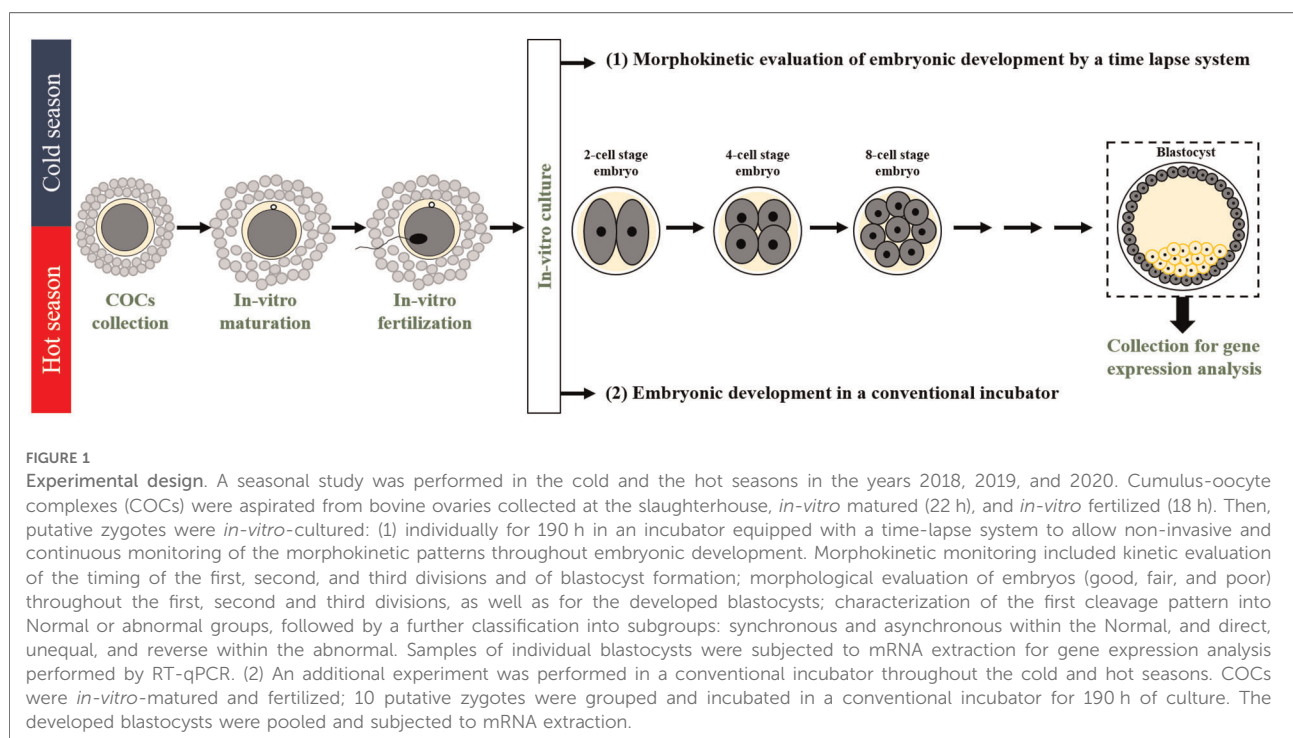 Cold season
Hot season
COCs
collection
In-vitro
maturation
In-vitro
fertilization
In-vitro culture
(1) Morphokinetic evaluation of embryonic development by a time lapse system
2-cell stage
embryo
4-cell stage
embryo
8-cell stage
embryo
Blastocyst
Collection for gene
expression analysis
(2) Embryonic development in a conventional incubator
FIGURE 1
Experimental design. A seasonal study was performed in the cold and the hot seasons in the years 2018, 2019, and 2020. Cumulus-oocyte
complexes (COCs) were aspirated from bovine ovaries collected at the slaughterhouse, in-vitro matured (22 h), and in-vitro fertilized (18 h). Then,
putative zygotes were in-vitro-cultured: (1) individually for 190 h in an incubator equipped with a time-lapse system to allow non-invasive and
continuous monitoring of the morphokinetic patterns throughout embryonic development. Morphokinetic monitoring included kinetic evaluation
of the timing of the first, second, and third divisions and of blastocyst formation; morphological evaluation of embryos (good, fair, and poor)
throughout the first, second and third divisions, as well as for the developed blastocysts; characterization of the first cleavage pattern into
Normal or abnormal groups, followed by a further classification into subgroups: synchronous and asynchronous within the Normal, and direct,
unequal, and reverse within the abnormal. Samples of individual blastocysts were subjected to mRNA extraction for gene expression analysis
performed by RT-qPCR. (2) An additional experiment was performed in a conventional incubator throughout the cold and hot seasons. COCs
were in-vitro-matured and fertilized; 10 putative zygotes were grouped and incubated in a conventional incubator for 190 h of culture. The
developed blastocysts were pooled and subjected to mRNA extraction.